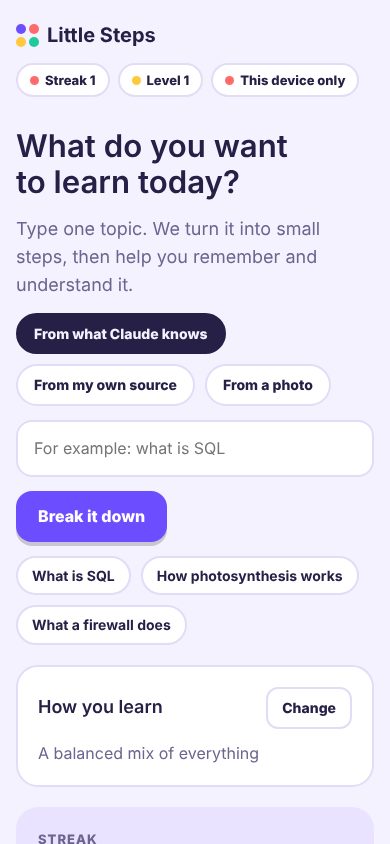 Little Steps
Streak 1
Level 1
This device only
What do you want
to learn today?
Type one topic. We turn it into small
steps, then help you remember and
understand it.
From what Claude knows
From my own source
From a photo
For example: what is SQL
Break it down
What is SQL
How photosynthesis works
What a firewall does
How you learn
Change
A balanced mix of everything
STREAK